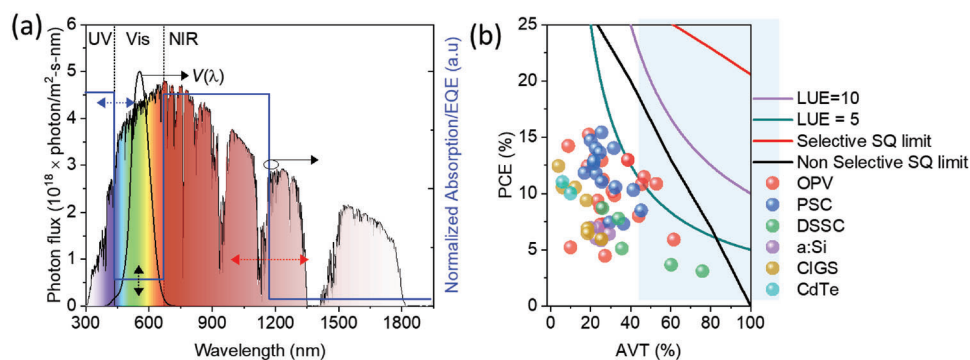 (a)
UV Vis NIR
V(λ)
Photon flux (10^18 × photon/m^2-s-nm)
6
5
4
3
2
1
0
300 600 900 1200 1500 1800
Wavelength (nm)
Normalized Absorption/EQE (a.u)
(b)
PCE (%)
25
20
15
10
5
0
0 20 40 60 80 100
AVT (%)
LUE=10
LUE = 5
Selective SQ limit
Non Selective SQ limit
OPV
PSC
DSSC
a:Si
CIGS
CdTe